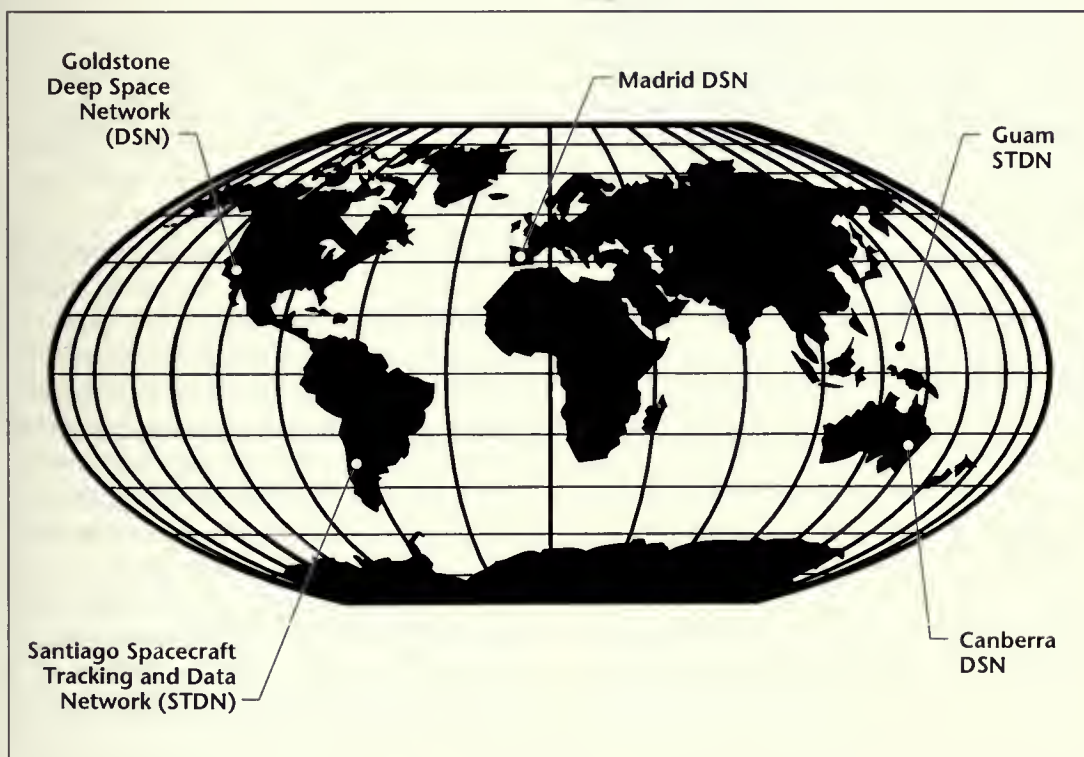 Goldstone
Deep Space
Network
(DSN)
Madrid DSN
Guam
STDN
Santiago Spacecraft
Tracking and Data
Network (STDN)
Canberra
DSN